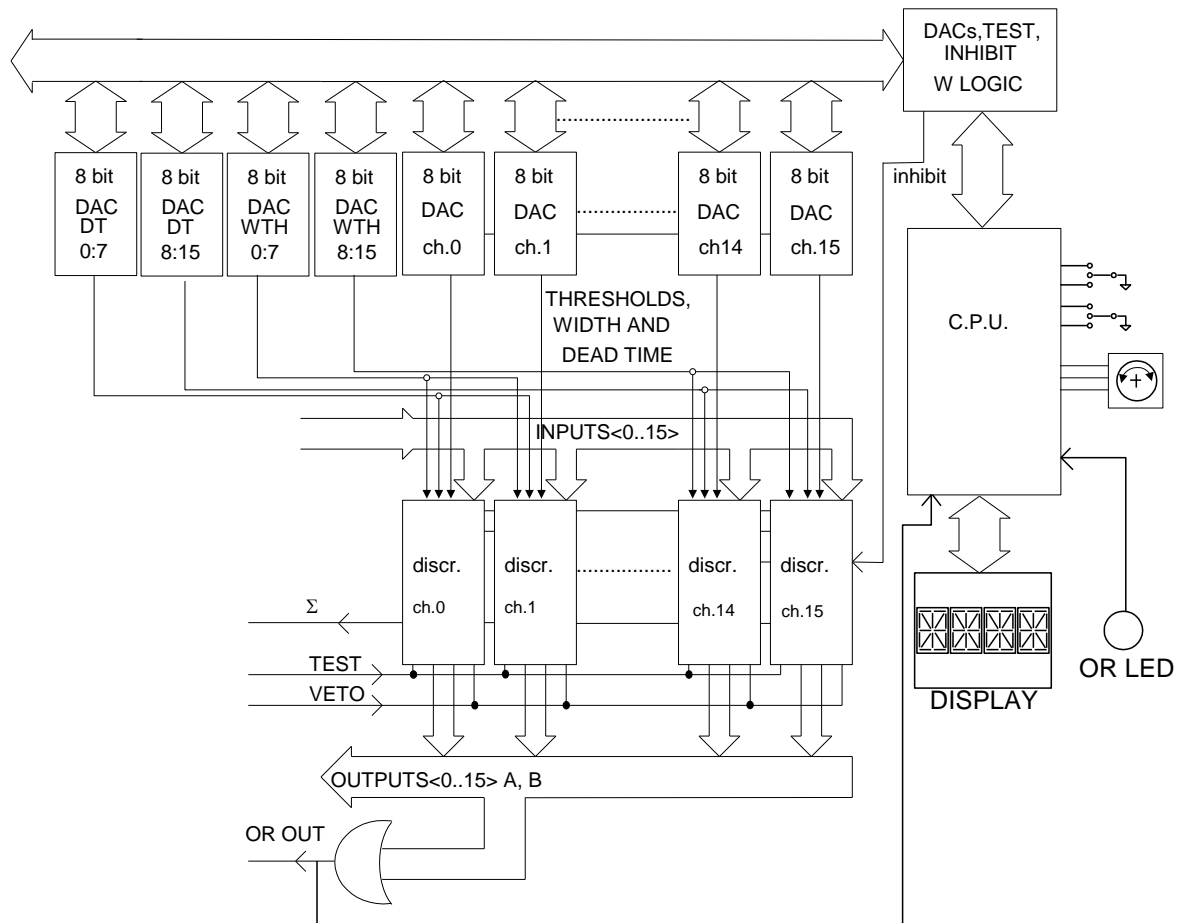 DACs,TEST,
INHIBIT
W LOGIC
8 bit
DAC
DT
0:7
8 bit
DAC
DT
8:15
8 bit
DAC
WTH
0:7
8 bit
DAC
WTH
8:15
8 bit
DAC
ch.0
8 bit
DAC
ch.1
8 bit
DAC
ch14
8 bit
DAC
ch.15
inhibit
C.P.U.
THRESHOLDS,
WIDTH AND
DEAD TIME
INPUTS<0..15>
discr.
ch.0
discr.
ch.1
discr.
ch.14
discr.
ch.15
Σ
TEST
VETO
OR LED
DISPLAY
OUTPUTS<0..15> A, B
OR OUT